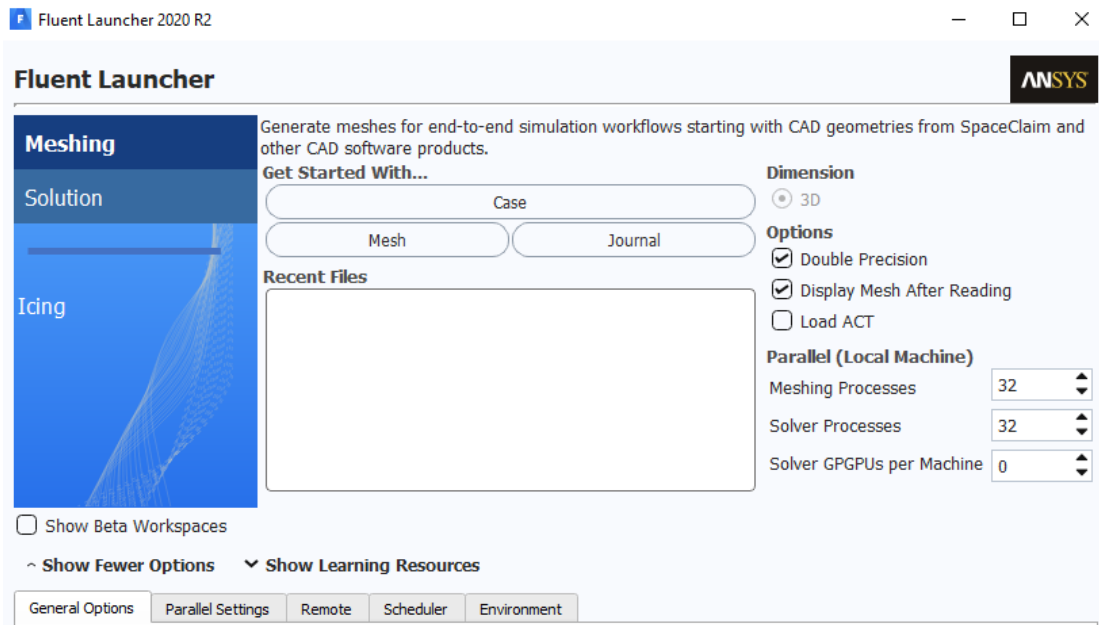 Fluent Launcher 2020 R2
Fluent Launcher
ANSYS
Meshing
Solution
Icing
Generate meshes for end-to-end simulation workflows starting with CAD geometries from SpaceClaim and
other CAD software products.
Get Started With...
Case
Mesh
Journal
Recent Files
Dimension
3D
Options
Double Precision
Display Mesh After Reading
Load ACT
Parallel (Local Machine)
Meshing Processes 32
Solver Processes 32
Solver GPGPUs per Machine 0
Show Beta Workspaces
Show Fewer Options Show Learning Resources
General Options Parallel Settings Remote Scheduler Environment